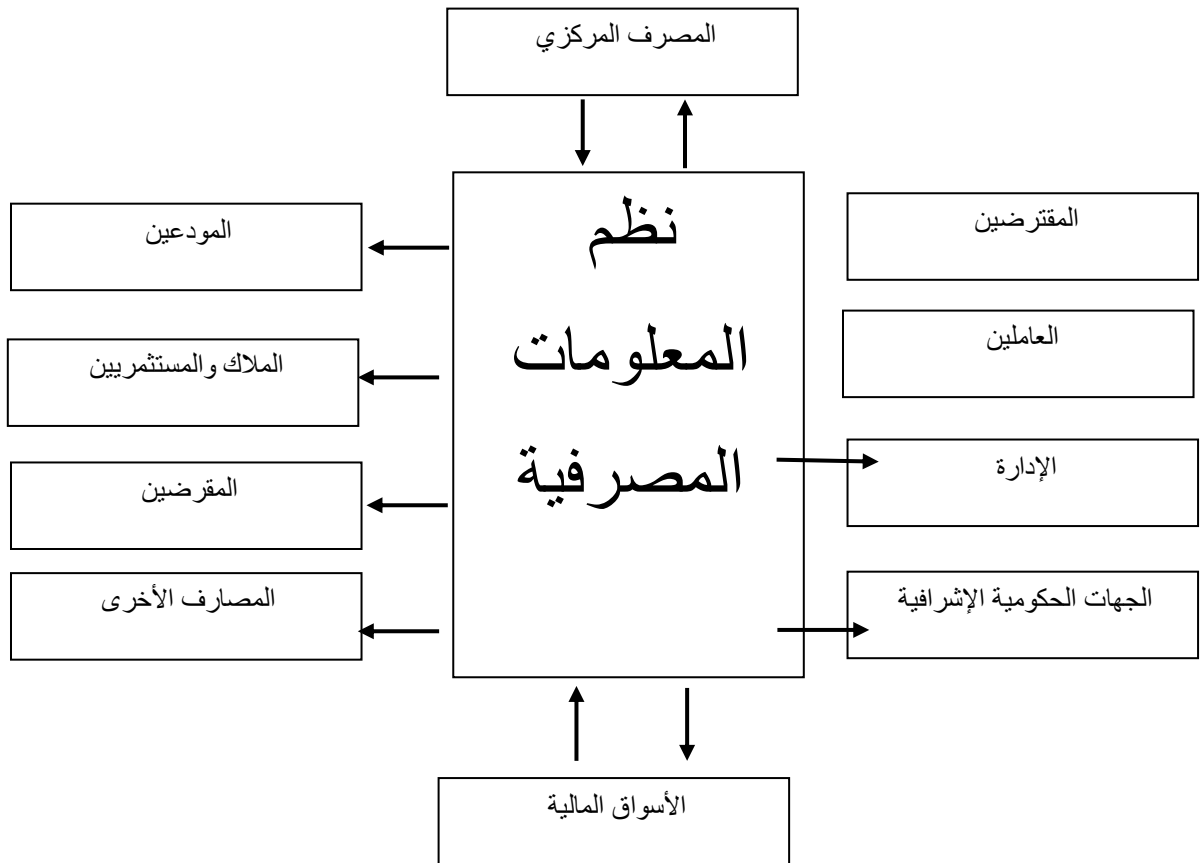 المصرف المركزي
نظم
المعلومات
المصرفية
المقترضين
العاملين
الإدارة
الجهات الحكومية الإشرافية
المودعين
الملاك والمستثمريين
المقرضين
المصارف الأخرى
الأسواق المالية